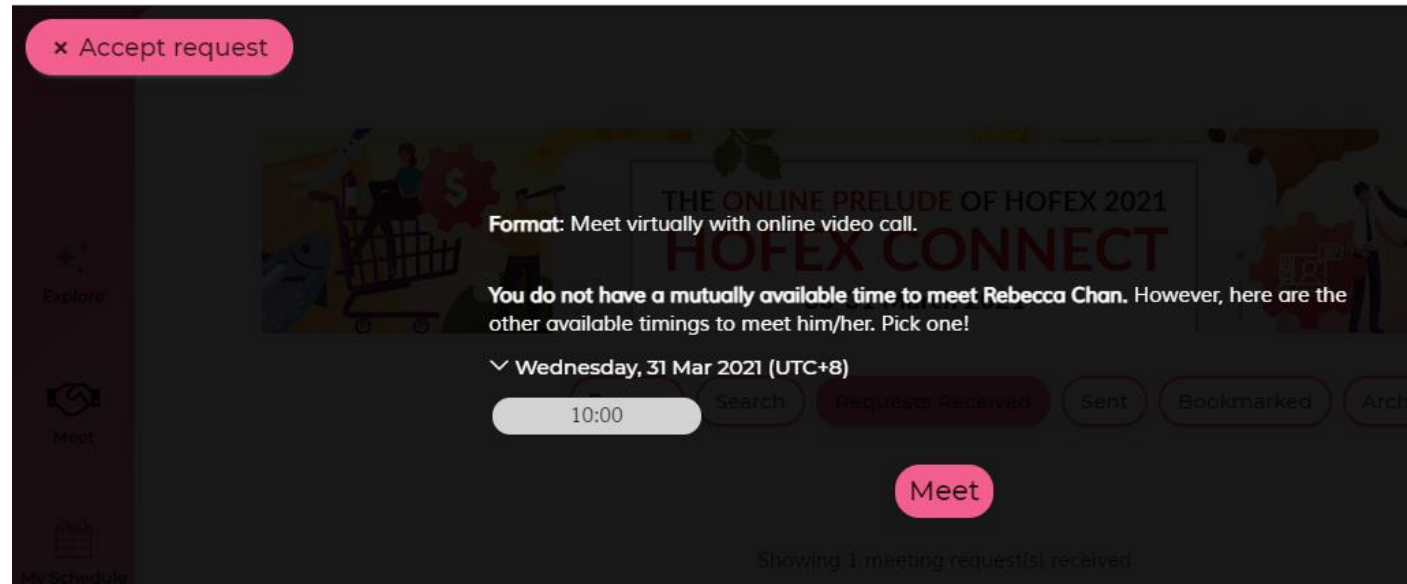 × Accept request
THE ONLINE PRELUDE OF HOFEX 2021
HOFEX CONNECT
Format: Meet virtually with online video call.
You do not have a mutually available time to meet Rebecca Chan. However, here are the
other available timings to meet him/her. Pick one!
Wednesday, 31 Mar 2021 (UTC+8)
10:00
Search
Requests Received
Sent
Bookmarked
Arch
Meet
Showing 1 meeting request(s) received
Explore
Meet
My Schedule